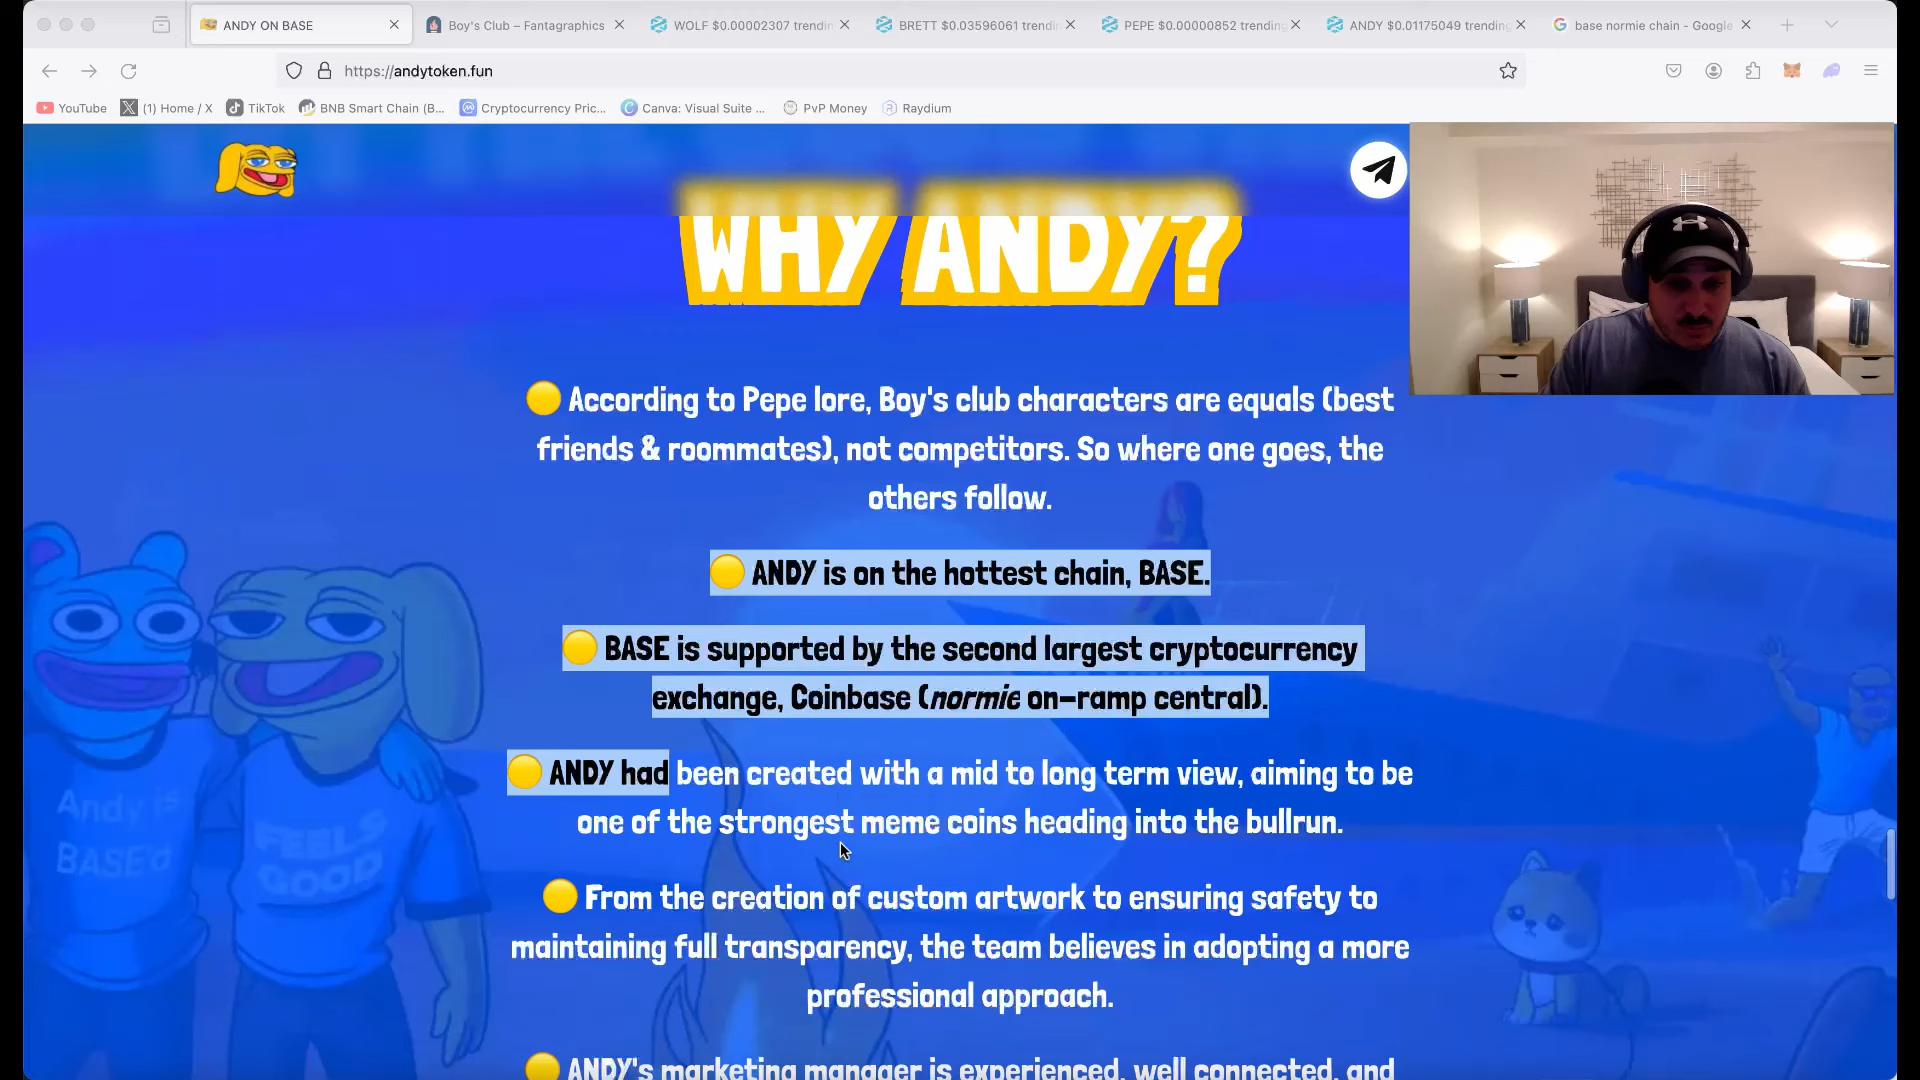 ANDY ON BASE
Boy's Club – Fantagraphics
WOLF $0.00002307 trendin
BRETT $0.03596061 trendi
PEPE $0.00000852 trending
ANDY $0.01175049 trending
base normie chain - Google
https://andytoken.fun
YouTube
(1) Home / X
TikTok
BNB Smart Chain (B...
Cryptocurrency Pric...
Canva: Visual Suite ...
PvP Money
Raydium
WHY ANDY?
According to Pepe lore, Boy's club characters are equals (best
friends & roommates), not competitors. So where one goes, the
others follow.
ANDY is on the hottest chain, BASE.
BASE is supported by the second largest cryptocurrency
exchange, Coinbase (normie on-ramp central).
ANDY had been created with a mid to long term view, aiming to be
one of the strongest meme coins heading into the bullrun.
From the creation of custom artwork to ensuring safety to
maintaining full transparency, the team believes in adopting a more
professional approach.
ANDY's marketing manager is experienced, well connected, and
Andy is
BASE'd
FEELS
GOOD